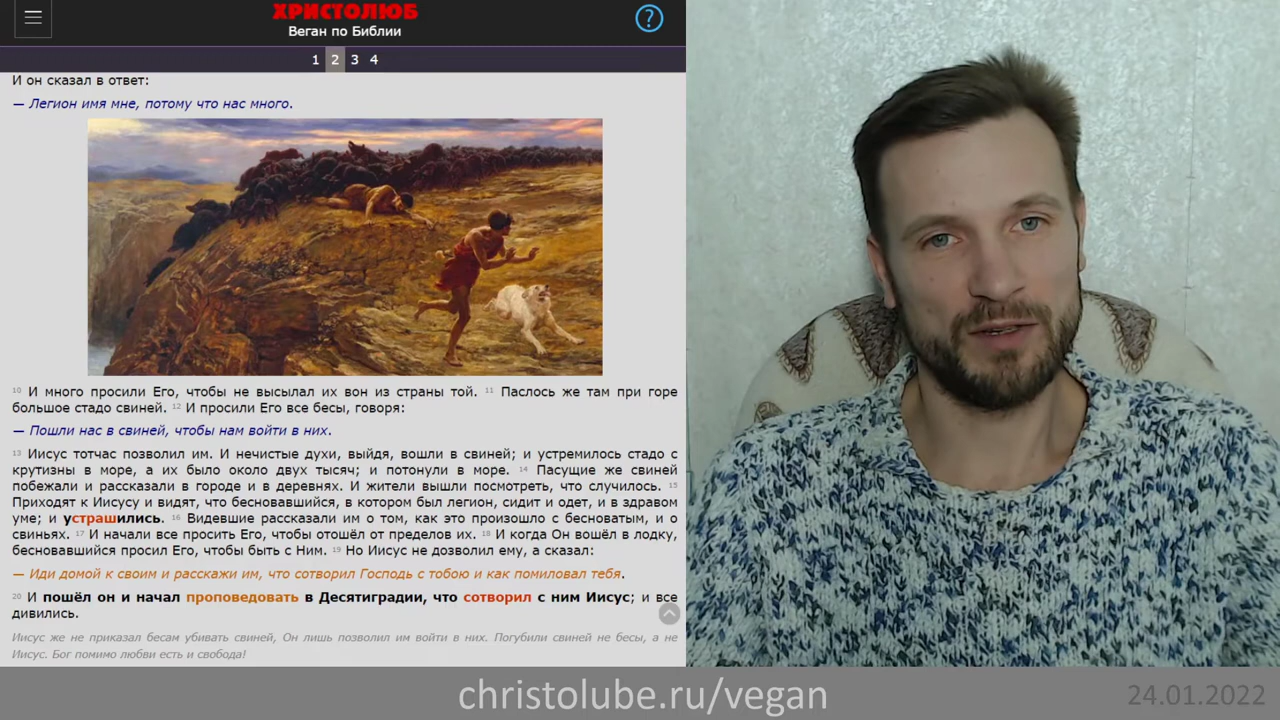 ХРИСТОЛЮБ
Веган по Библии
?
1 2 3 4
И он сказал в ответ:
— Легион имя мне, потому что нас много.
10 И много просили Его, чтобы не высылал их вон из страны той. 11 Паслось же там при горе
большое стадо свиней. 12 И просили Его все бесы, говоря:
— Пошли нас в свиней, чтобы нам войти в них.
13 Иисус тотчас позволил им. И нечистые духи, выйдя, вошли в свиней; и устремилось стадо с
крутизны в море, а их было около двух тысяч; и потонули в море. 14 Пасущие же свиней
побежали и рассказали в городе и в деревнях. И жители вышли посмотреть, что случилось. 15
Приходят к Иисусу и видят, что бесновавшийся, в котором был легион, сидит и одет, и в здравом
уме; и устрашились. 16 Видевшие рассказали им о том, как это произошло с бесноватым, и о
свиньях. 17 И начали все просить Его, чтобы отошёл от пределов их. 18 И когда Он вошёл в лодку,
бесновавшийся просил Его, чтобы быть с Ним. 19 Но Иисус не дозволил ему, а сказал:
— Иди домой к своим и расскажи им, что сотворил Господь с тобою и как помиловал тебя.
20 И пошёл он и начал проповедовать в Десятиградии, что сотворил с ним Иисус; и все
дивились.
Иисус же не приказал бесам убивать свиней, Он лишь позволил им войти в них. Погубили свиней не бесы, а не
Иисус. Бог помимо любви есть и свобода!
christolube.ru/vegan
24.01.2022